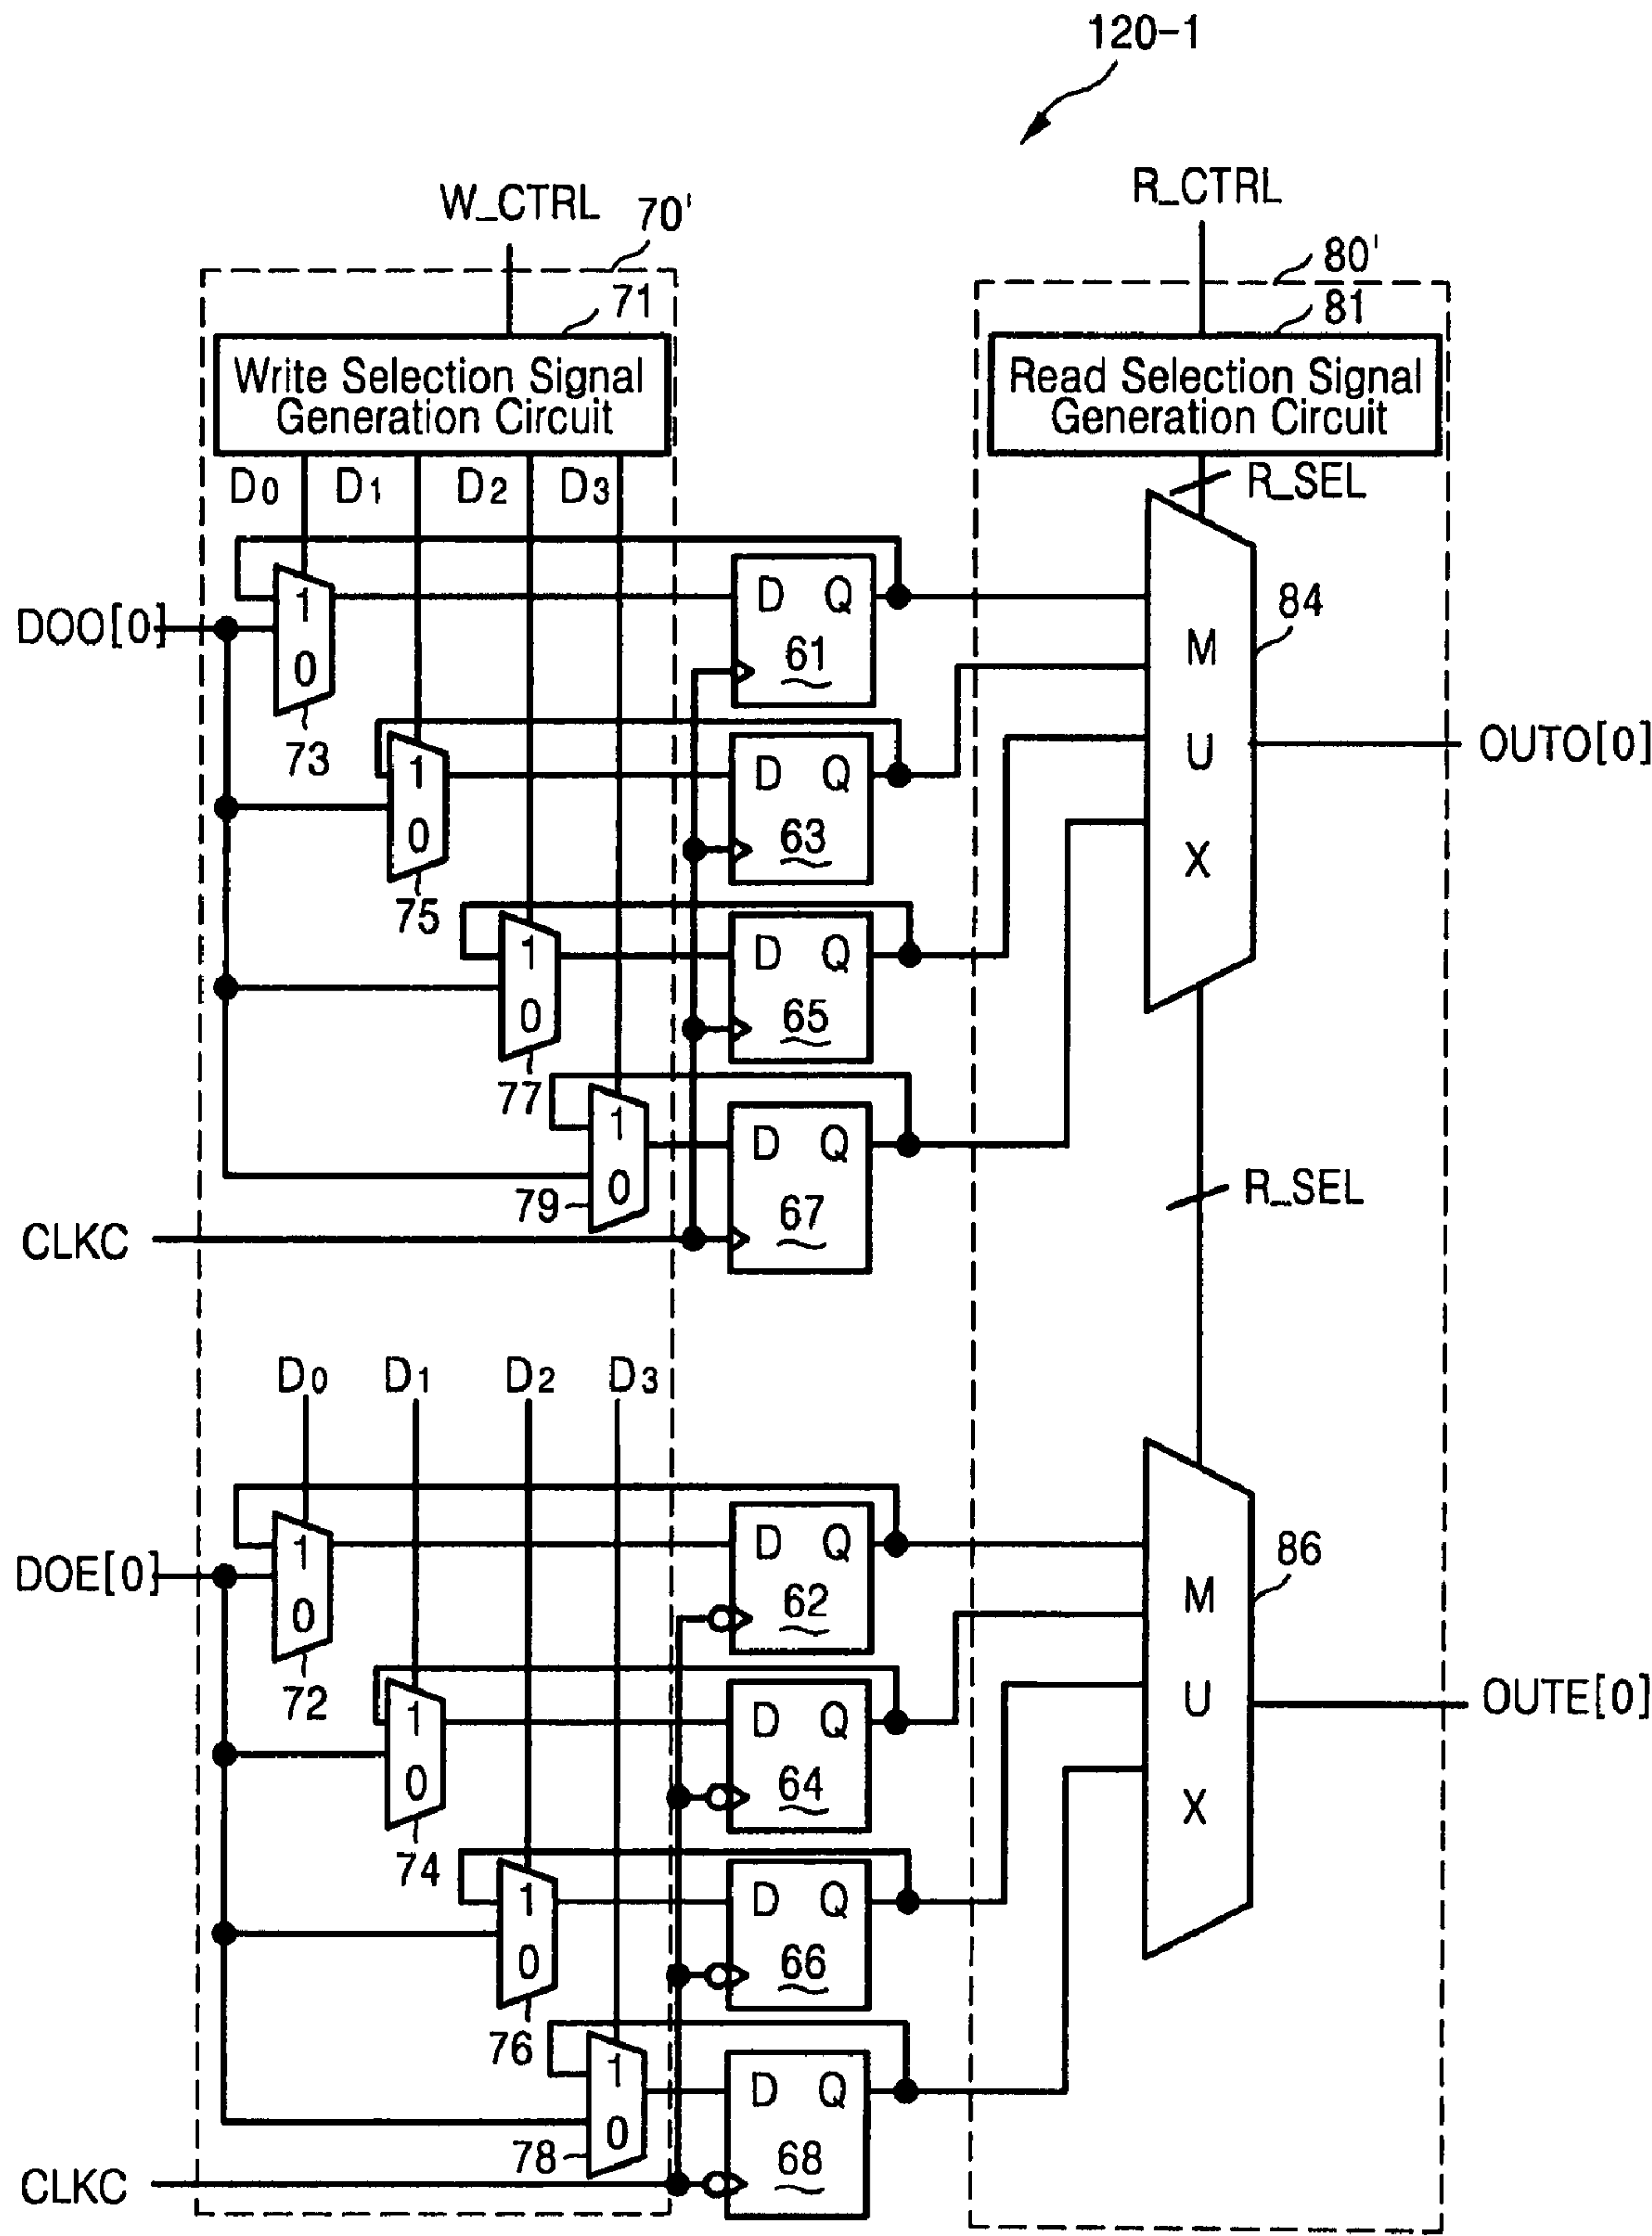 120-1
W_CTRL
R_CTRL
70'
80'
71
81
Write Selection Signal
Generation Circuit
Read Selection Signal
Generation Circuit
D0 D1 D2 D3
R_SEL
DOO[0]
1
0
73
D Q
61
84
M
U
X
OUTO[0]
1
0
75
D Q
63
1
0
77
D Q
65
1
0
79
D Q
67
R_SEL
CLKC
D0 D1 D2 D3
DOE[0]
1
0
72
D Q
62
86
M
U
X
OUTE[0]
1
0
74
D Q
64
1
0
76
D Q
66
1
0
78
D Q
68
CLKC